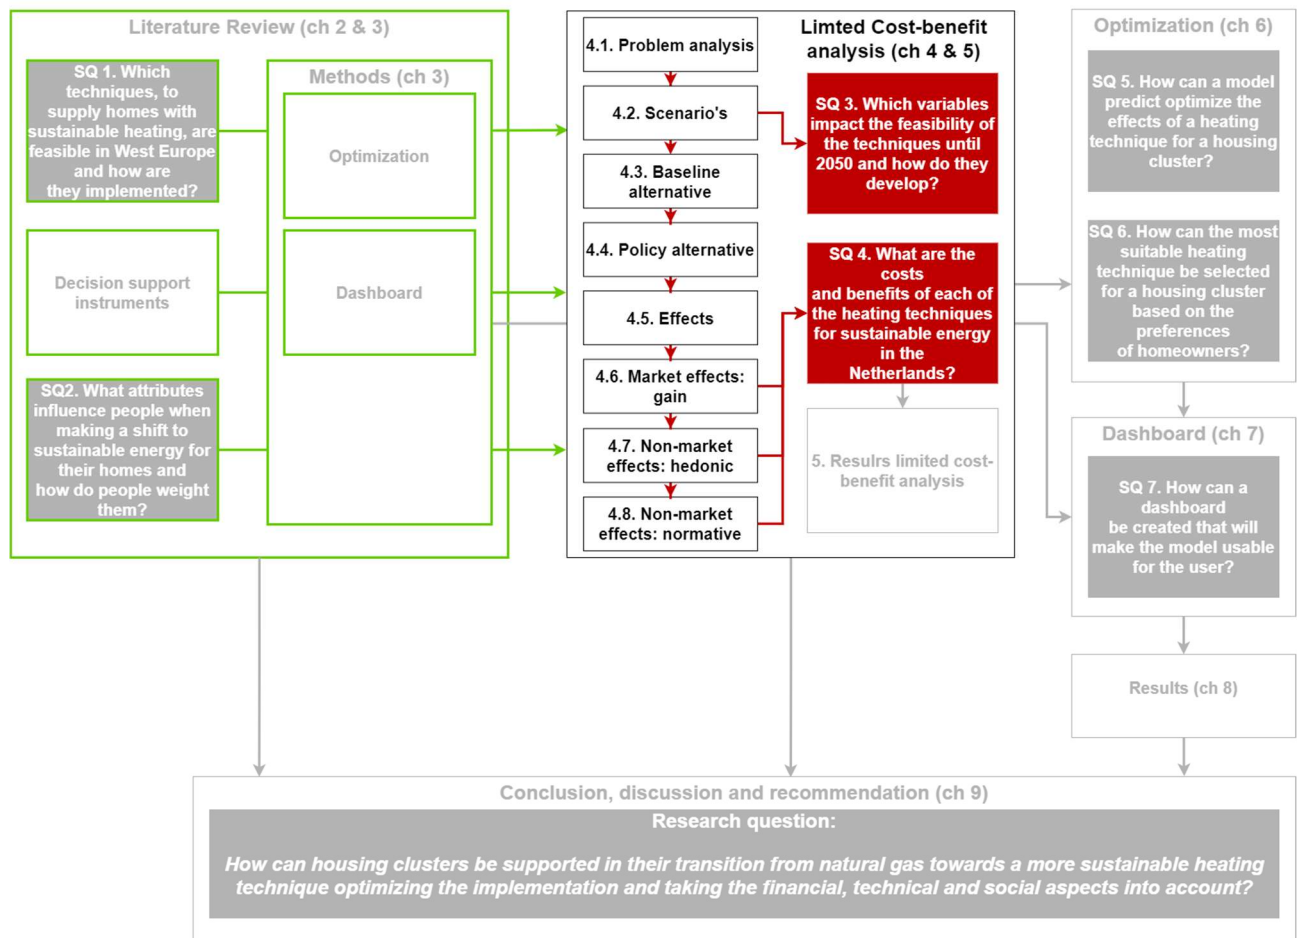 Literature Review (ch 2 & 3)
SQ 1. Which
techniques, to
supply homes with
sustainable heating, are
feasible in West Europe
and how are
they implemented?
Decision support
instruments
SQ2. What attributes
influence people when
making a shift to
sustainable energy for
their homes and
how do people weight
them?
Methods (ch 3)
Optimization
Dashboard
4.1. Problem analysis
4.2. Scenario's
4.3. Baseline
alternative
4.4. Policy alternative
4.5. Effects
4.6. Market effects:
gain
4.7. Non-market
effects: hedonic
4.8. Non-market
effects: normative
Limted Cost-benefit
analysis (ch 4 & 5)
SQ 3. Which variables
impact the feasibility of
the techniques until
2050 and how do they
develop?
SQ 4. What are the
costs
and benefits of each of
the heating techniques
for sustainable energy
in the
Netherlands?
5. Resulrs limited cost-
benefit analysis
Optimization (ch 6)
SQ 5. How can a model
predict optimize the
effects of a heating
technique for a housing
cluster?
SQ 6. How can the most
suitable heating
technique be selected
for a housing cluster
based on the
preferences
of homeowners?
Dashboard (ch 7)
SQ 7. How can a
dashboard
be created that will
make the model usable
for the user?
Results (ch 8)
Conclusion, discussion and recommendation (ch 9)
Research question:
How can housing clusters be supported in their transition from natural gas towards a more sustainable heating
technique optimizing the implementation and taking the financial, technical and social aspects into account?